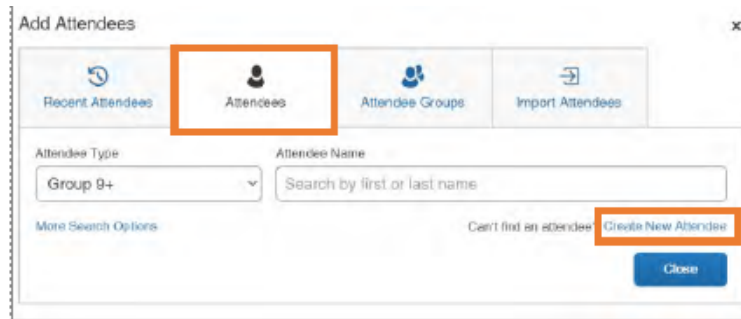 Add Attendees x
Recent Attendees Attendees Attendee Groups Import Attendees
Attendee Type Attendee Name
Group 9+ Search by first or last name
More Search Options Can't find an attendee? Create New Attendee
Close